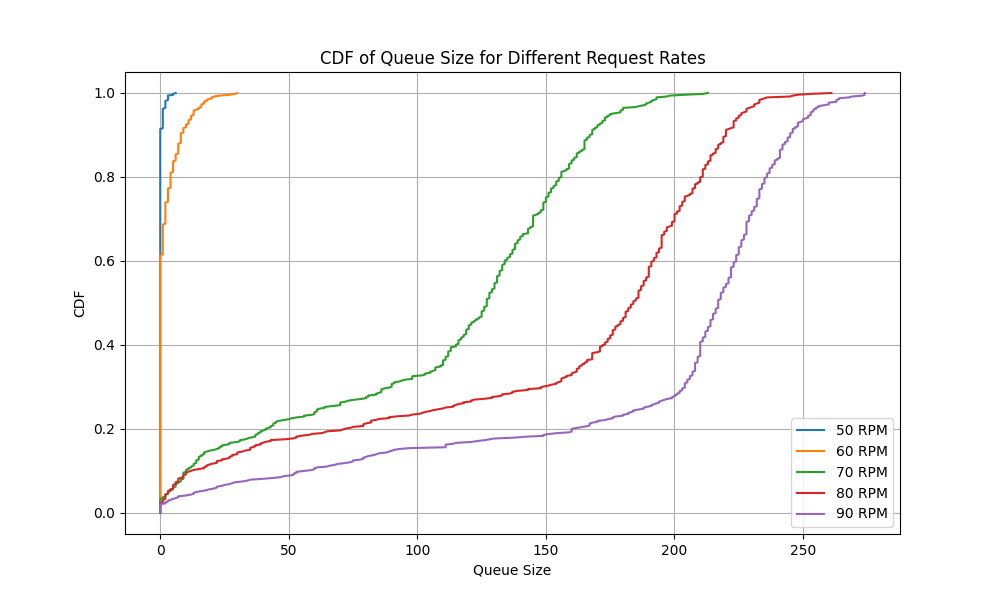 CDF of Queue Size for Different Request Rates
1.0
0.8
0.6
0.4
0.2
0.0
CDF
0
50
100
150
200
250
Queue Size
50 RPM
60 RPM
70 RPM
80 RPM
90 RPM